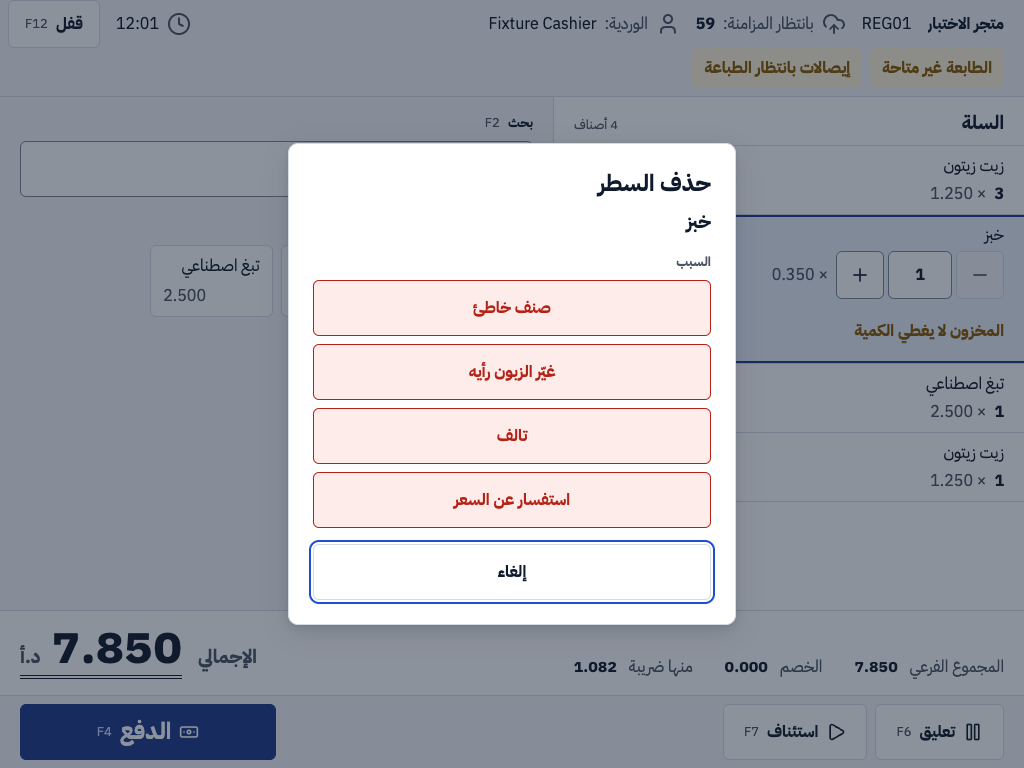 متجر الاختبار REG01 بانتظار المزامنة: 59 الوردية: Fixture Cashier 12:01 قفل F12
الطابعة غير متاحة إيصالات بانتظار الطباعة
السلة 4 أصناف
زيت زيتون
3 × 1.250
خبز
− 1 + × 0.350
المخزون لا يغطي الكمية
تبغ اصطناعي
1 × 2.500
زيت زيتون
1 × 1.250
بحث F2
تبغ اصطناعي
2.500
حذف السطر
خبز
السبب
صنف خاطئ
غيّر الزبون رأيه
تالف
استفسار عن السعر
إلغاء
المجموع الفرعي 7.850 الخصم 0.000 منها ضريبة 1.082 الإجمالي 7.850 د.أ
تعليق F6 استئناف F7 الدفع F4